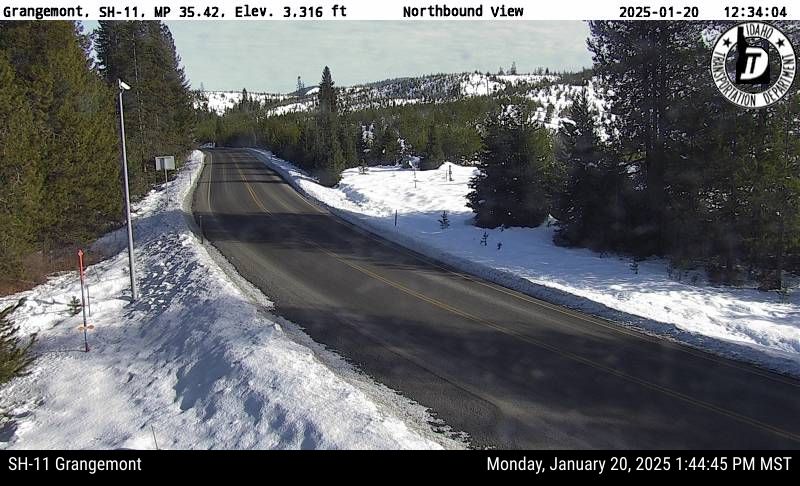 Grangemont, SH-11, MP 35.42, Elev. 3,316 ft Northbound View 2025-01-20 12:34:04
IDAHO TRANSPORTATION DEPARTMENT
SH-11 Grangemont Monday, January 20, 2025 1:44:45 PM MST